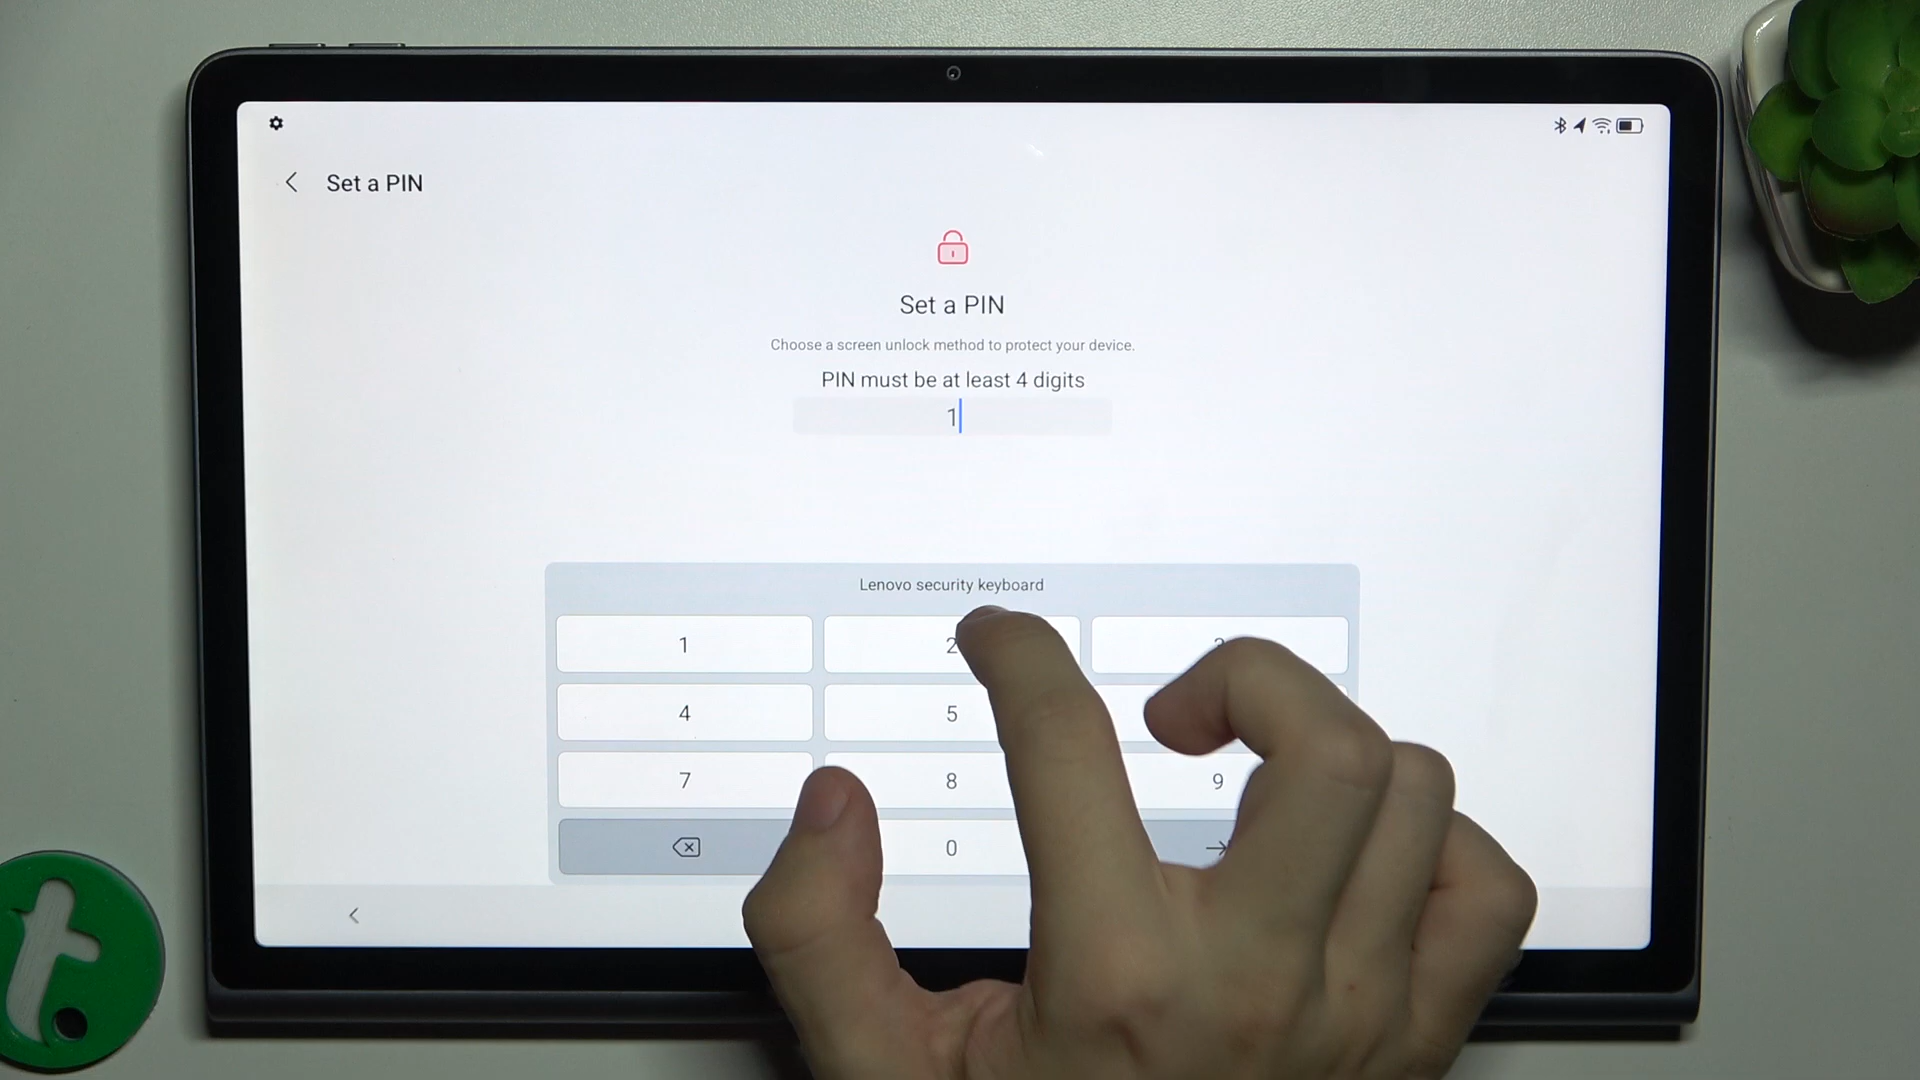 Set a PIN
Set a PIN
Choose a screen unlock method to protect your device.
PIN must be at least 4 digits
1
Lenovo security keyboard
1 2
4 5
7 8 9
0
t